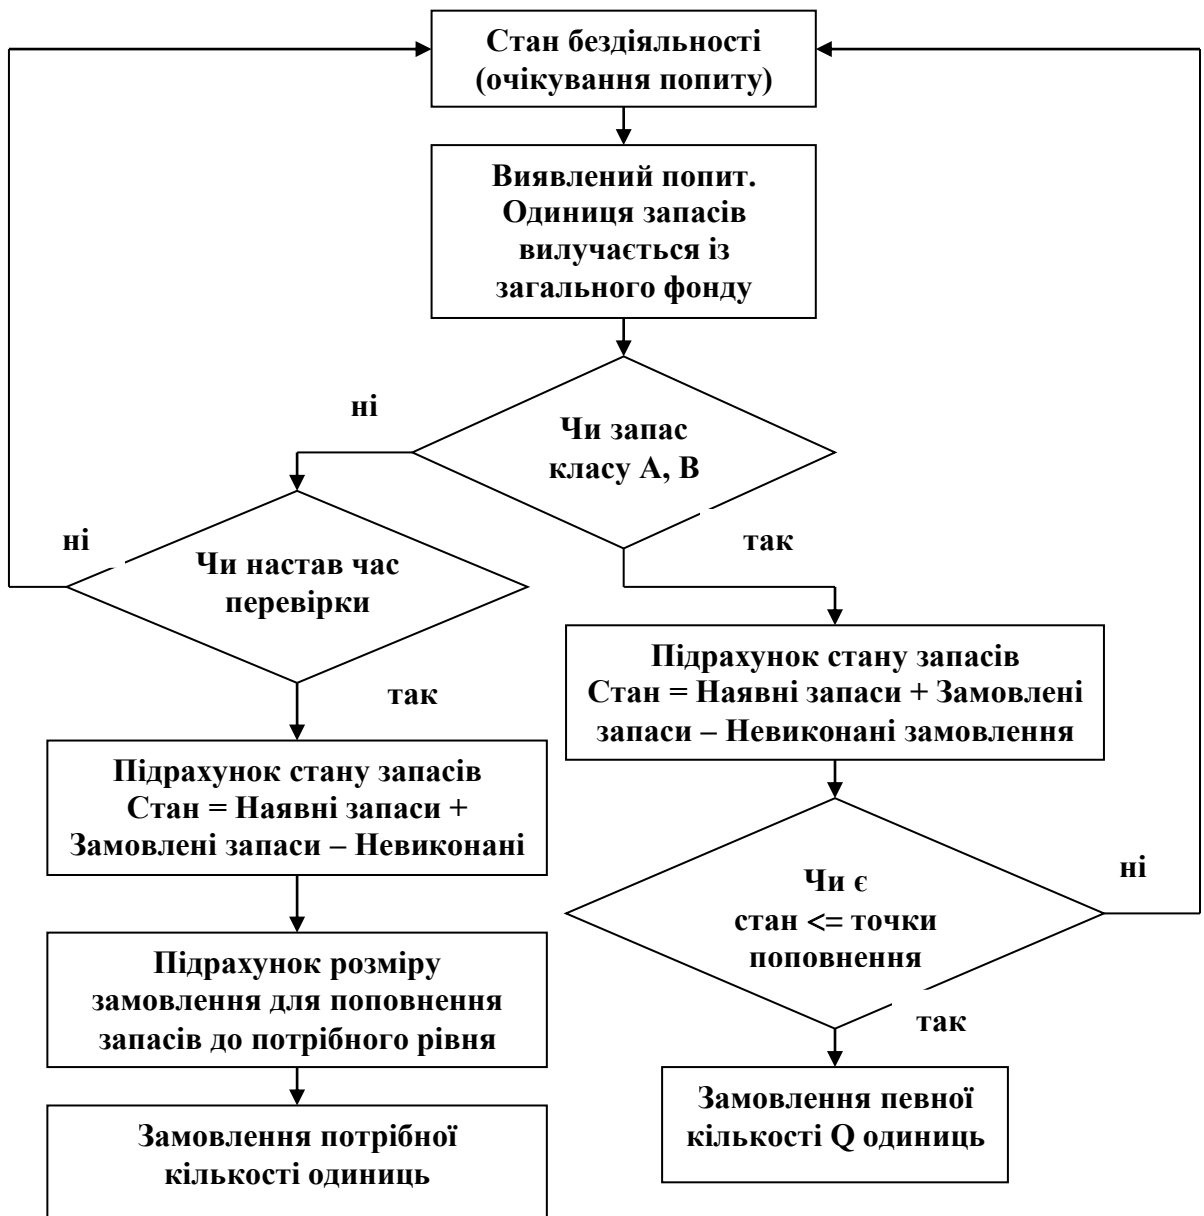 Стан бездіяльності
(очікування попиту)
Виявлений попит.
Одиниця запасів
вилучається із
загального фонду
ні
Чи запас
класу А, В
ні
так
Чи настав час
перевірки
Підрахунок стану запасів
Стан = Наявні запаси + Замовлені
запаси – Невиконані замовлення
так
Підрахунок стану запасів
Стан = Наявні запаси +
Замовлені запаси – Невиконані
Чи є
стан <= точки
поповнення
ні
Підрахунок розміру
замовлення для поповнення
запасів до потрібного рівня
так
Замовлення певної
кількості Q одиниць
Замовлення потрібної
кількості одиниць